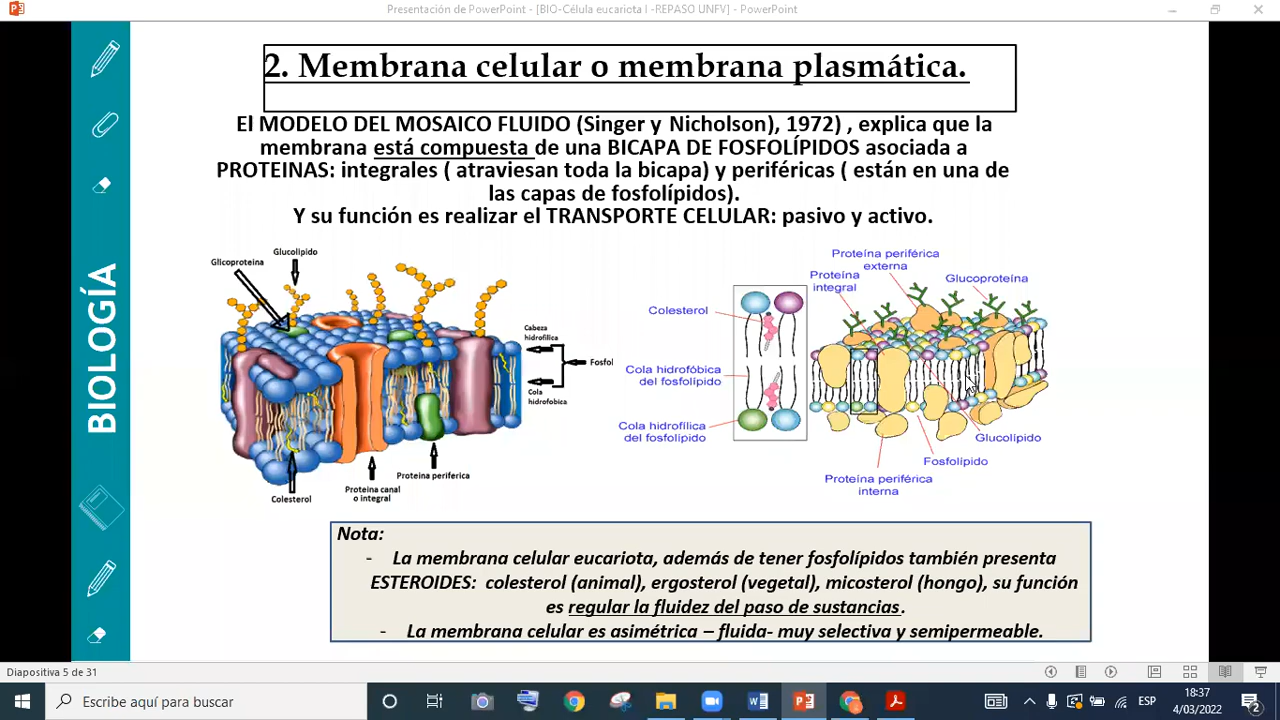 Presentación de PowerPoint - [BIO-Célula eucariota I -REPASO UNFV] - PowerPoint
BIOLOGÍA
2. Membrana celular o membrana plasmática.
El MODELO DEL MOSAICO FLUIDO (Singer y Nicholson), 1972) , explica que la
membrana está compuesta de una BICAPA DE FOSFOLÍPIDOS asociada a
PROTEINAS: integrales ( atraviesan toda la bicapa) y periféricas ( están en una de
las capas de fosfolípidos).
Y su función es realizar el TRANSPORTE CELULAR: pasivo y activo.
Glucolipido
Glicoproteina
Cabeza
hidrofilica
Fosfol
Cola
hidrofobica
Proteina periferica
Proteina canal
o integral
Colesterol
Proteína periférica
externa
Proteína
integral
Glucoproteína
Colesterol
Cola hidrofóbica
del fosfolípido
Cola hidrofílica
del fosfolípido
Glucolípido
Fosfolípido
Proteína periférica
interna
Nota:
- La membrana celular eucariota, además de tener fosfolípidos también presenta
ESTEROIDES: colesterol (animal), ergosterol (vegetal), micosterol (hongo), su función
es regular la fluidez del paso de sustancias.
- La membrana celular es asimétrica – fluida- muy selectiva y semipermeable.
Diapositiva 5 de 31
Escribe aquí para buscar
ESP
18:37
4/03/2022
2